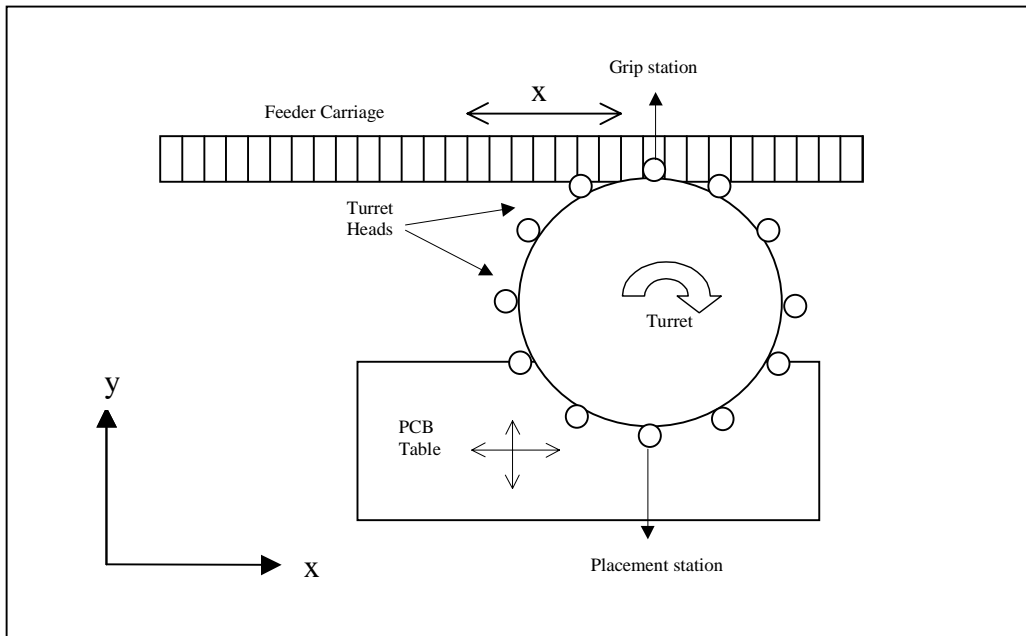 Grip station
X
Feeder Carriage
Turret
Heads
Turret
y
PCB
Table
x
Placement station